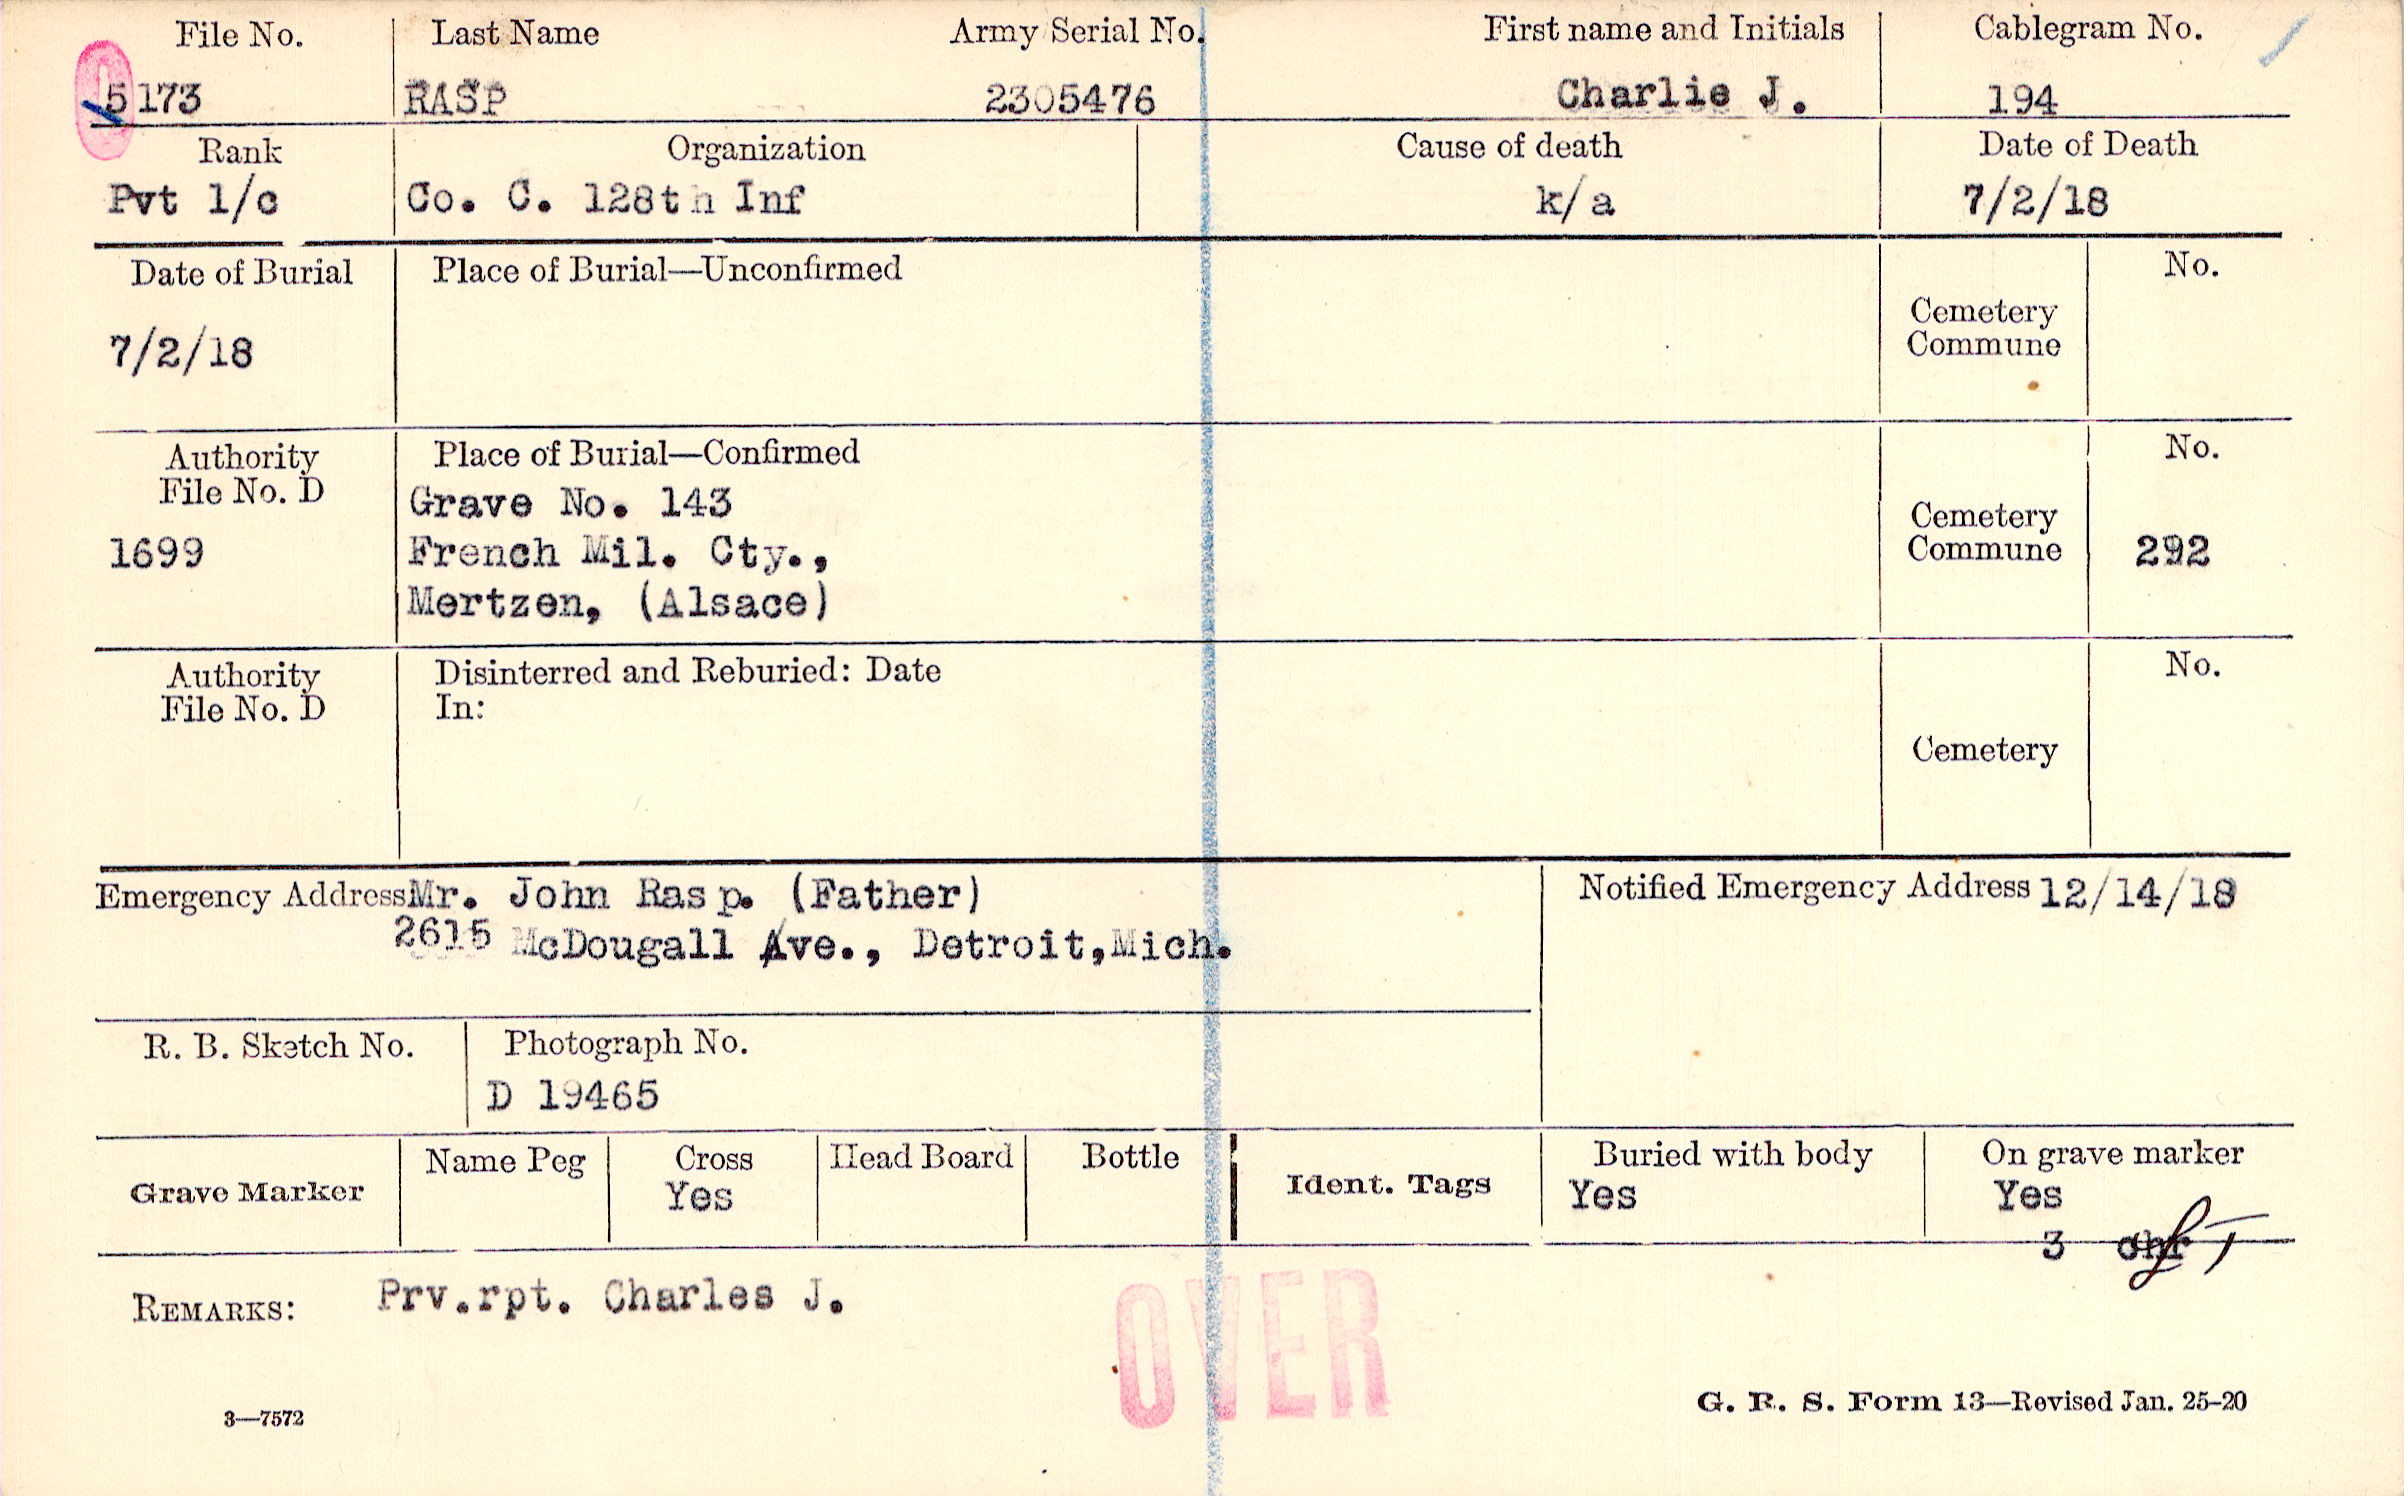 File No. Last Name Army Serial No. First name and Initials Cablegram No.
5173 RASP 2305476 Charlie J. 194
Rank Organization Cause of death Date of Death
Pvt 1/c Co. C. 128th Inf k/a 7/2/18
Date of Burial Place of Burial—Unconfirmed No.
Cemetery
Commune
7/2/18
Authority Place of Burial—Confirmed No.
File No. D Grave No. 143
Cemetery
1699 French Mil. Cty., Commune 292
Mertzen, (Alsace)
Authority Disinterred and Reburied: Date No.
File No. D In:
Cemetery
Emergency Address Mr. John Rasp. (Father) Notified Emergency Address 12/14/18
2615 McDougall Ave., Detroit, Mich.
R. B. Sketch No. Photograph No.
D 19465
Grave Marker Name Peg Cross Head Board Bottle Ident. Tags Buried with body On grave marker
Yes Yes Yes
3 chr
REMARKS: Prv.rpt. Charles J.
OVER
3—7572 G. R. S. Form 13—Revised Jan. 25-20